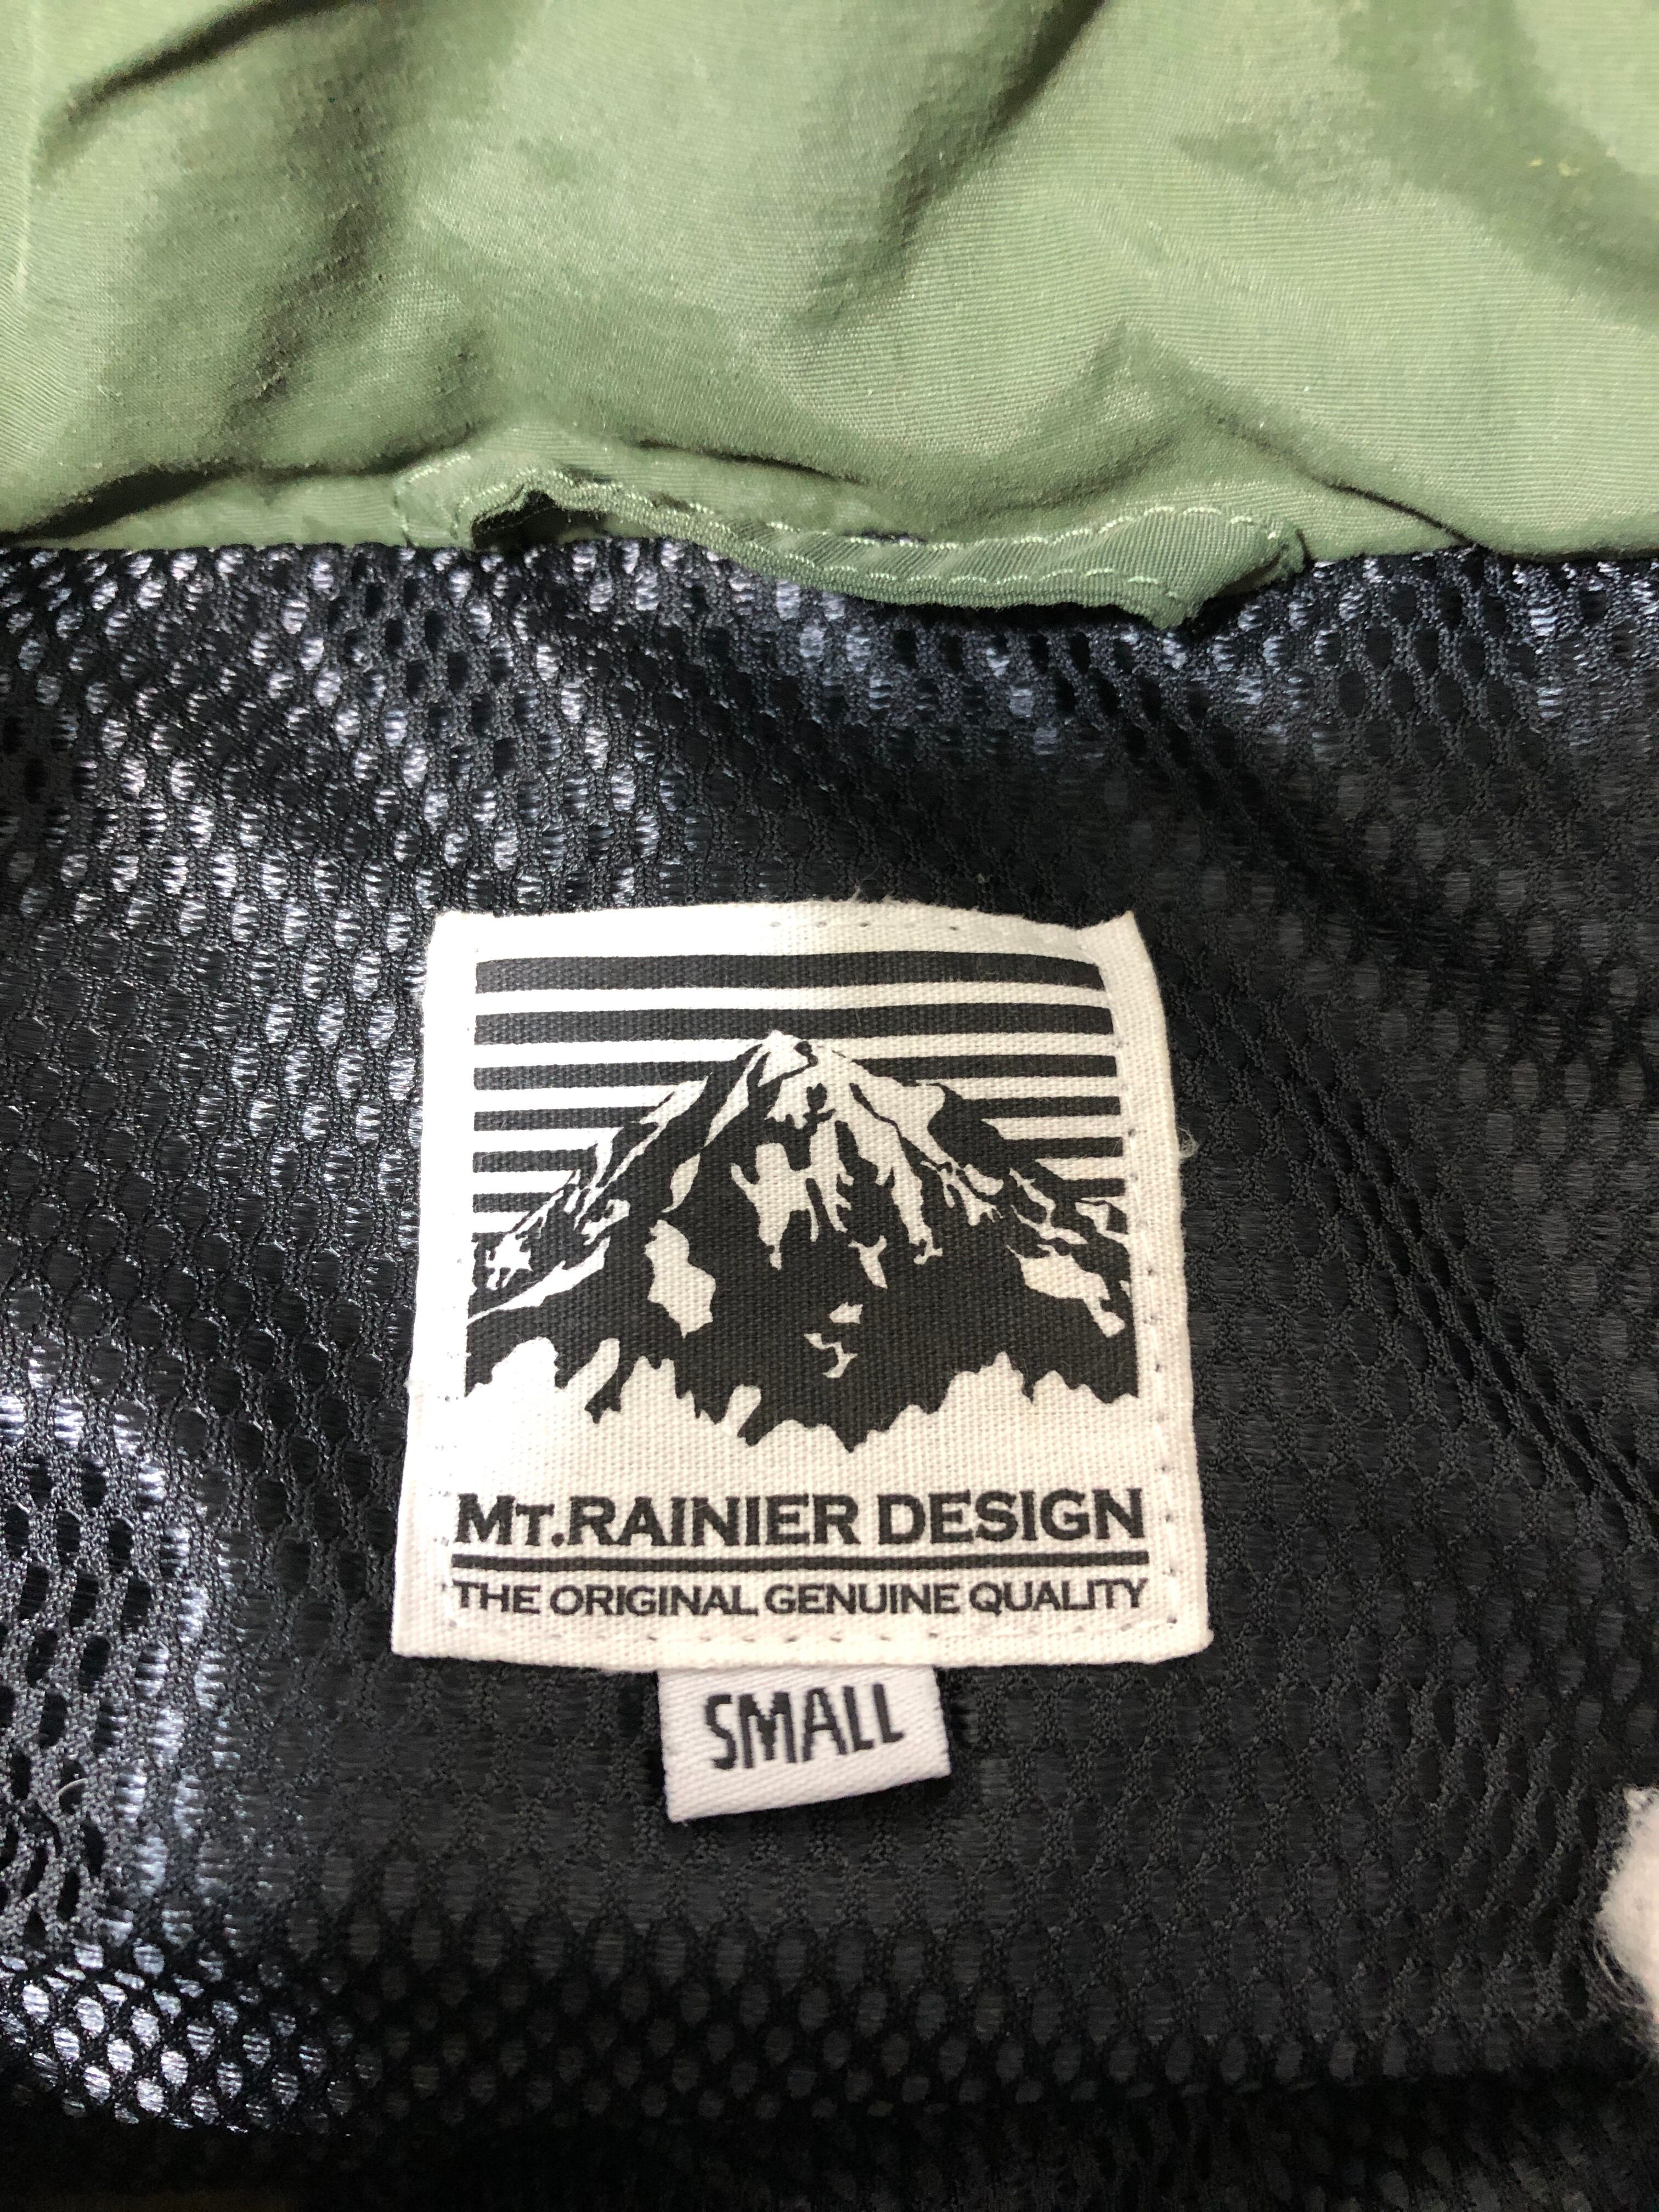 MT.RAINIER DESIGN
THE ORIGINAL GENUINE QUALITY
SMALL